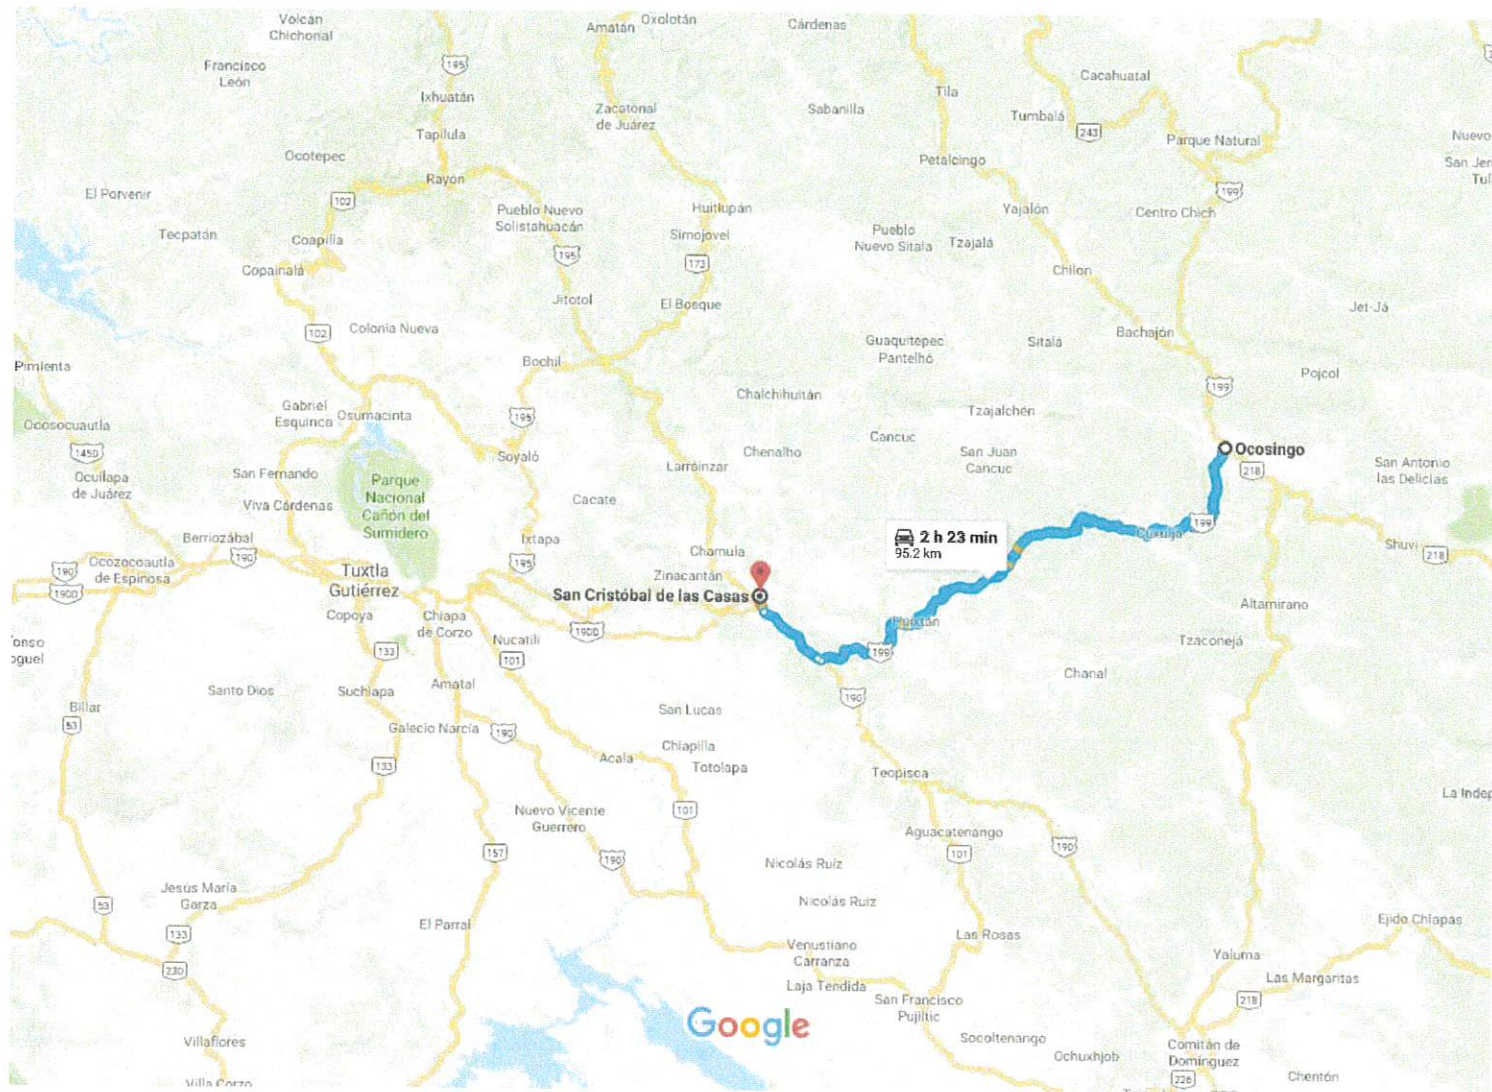 Volcán
Chichonal
Amatán
Oxolotán
Cárdenas
Francisco
León
195
Ixhuatán
Zacatonal
de Juárez
Sabanilla
Tila
Cacahuatal
Tumbalá
243
Tapilula
Parque Natural
Nuevo
Ocotepec
Petalcingo
Rayón
El Porvenir
102
199
Pueblo Nuevo
Solistahuacán
Huitiupán
Yajalón
Centro Chich
Tecpatán
Coapilla
Simojovel
Pueblo
Nuevo Sitala
Tzajalá
195
173
Copainalá
Chilon
Jitotol
El Bosque
Jet-Já
102
Colonia Nueva
Bachajón
Guaquitepec
Pantelhó
Sitalá
Bochil
Pimienta
Pojcol
199
Chalchihuitán
Gabriel
Esquinca
Osumacinta
195
Tzajalchén
Ocosocuautla
Cancuc
145D
Soyaló
Chenalho
San Juan
Cancuc
Ocosingo
Larráinzar
218
San Antonio
las Delicias
Ocuilapa
de Juárez
San Fernando
Parque
Nacional
Cañón del
Sumidero
Viva Cárdenas
Cacate
199
Berriozábal
190
Ixtapa
2 h 23 min
95.2 km
Cuxulja
Chamula
Shuvi
218
Ocozocoautla
de Espinosa
195
190
190D
Tuxtla
Gutiérrez
Zinacantán
San Cristóbal de las Casas
Altamirano
Copoya
Chiapa
de Corzo
190D
Huixtán
Nucatili
Tzaconejá
133
101
199
Chanal
Santo Dios
Suchiapa
Amatal
190
Billar
53
San Lucas
Galecio Narcía
190
Chiapilla
Acala
133
Totolapa
Teopisca
Nuevo Vicente
Guerrero
101
Aguacatenango
190
157
190
101
Nicolás Ruíz
Jesús María
Garza
53
Nicolás Ruiz
133
El Parral
Ejido Chiapas
Las Rosas
Venustiano
Carranza
230
Yaluma
Las Margaritas
Laja Tendida
San Francisco
Pujiltic
218
Google
Socoltenango
Villaflores
Ochuxhjob
Comitán de
Domínguez
226
Chentón
Villa Corzo